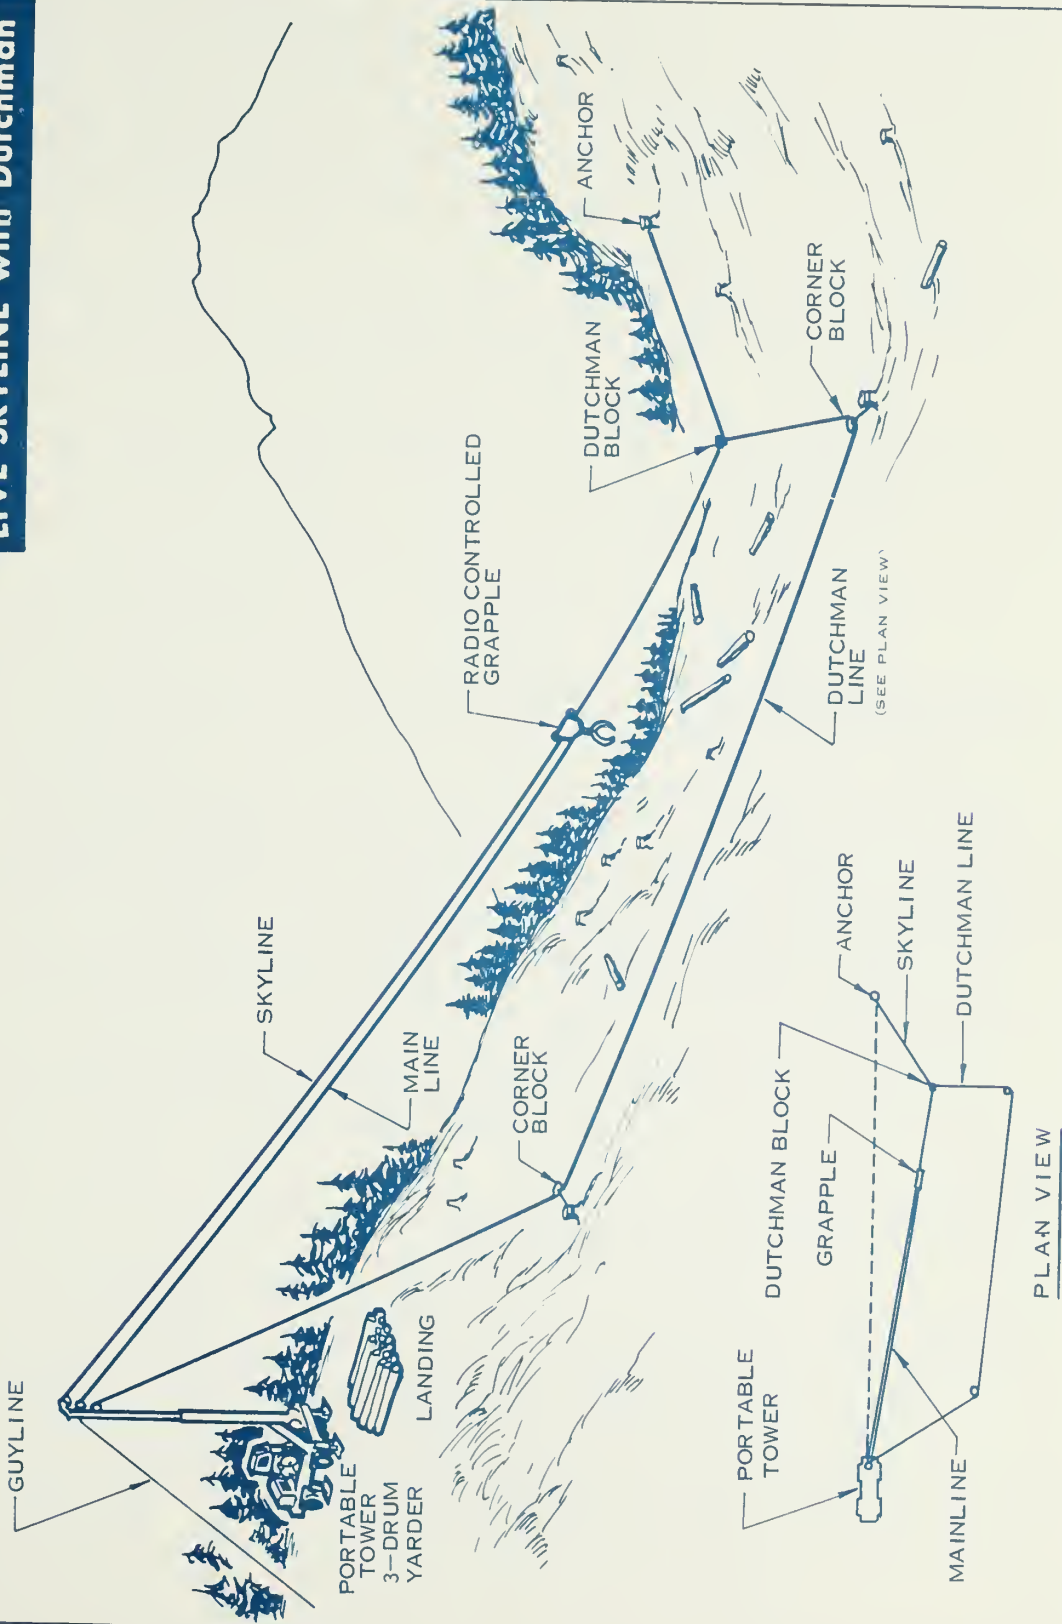 LIVE SKYLINE with Dutchman
GUYLINE
SKYLINE
MAIN
LINE
RADIO CONTROLLED
GRAPPLE
DUTCHMAN
BLOCK
ANCHOR
CORNER
BLOCK
DUTCHMAN
LINE
(SEE PLAN VIEW)
CORNER
BLOCK
LANDING
PORTABLE
TOWER
3-DRUM
YARDER
PORTABLE
TOWER
MAINLINE
DUTCHMAN BLOCK
GRAPPLE
ANCHOR
SKYLINE
DUTCHMAN LINE
PLAN VIEW